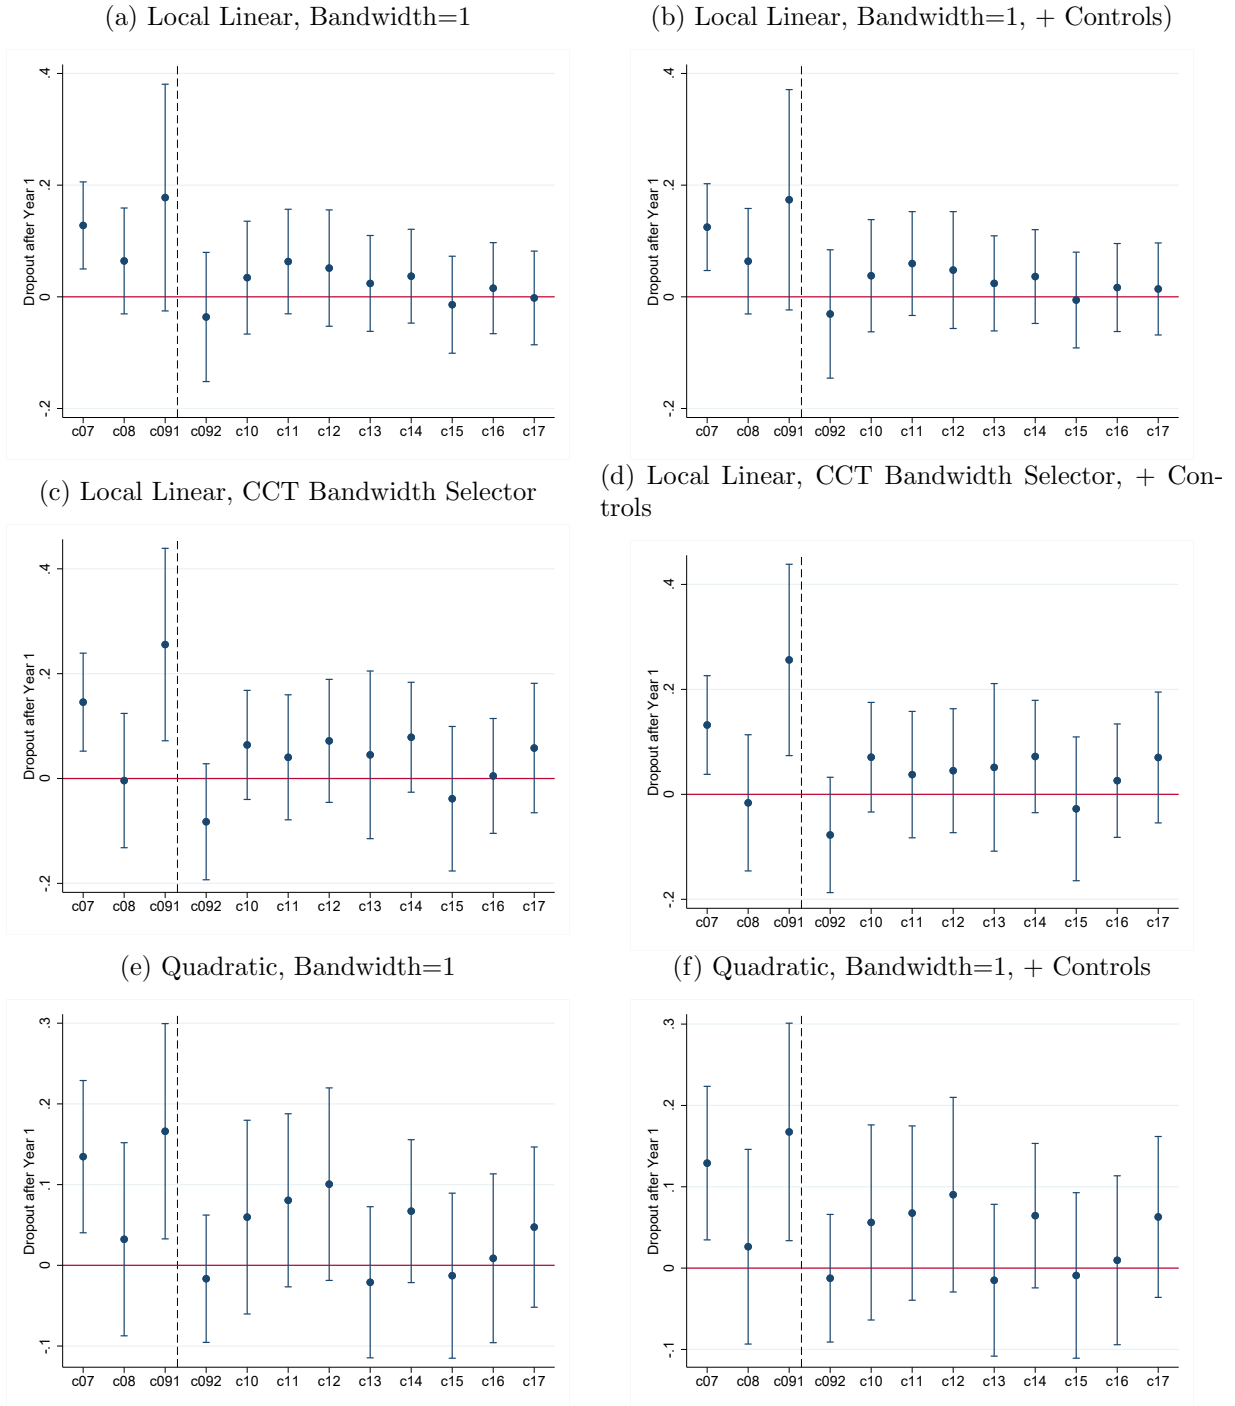 (a) Local Linear, Bandwidth=1
Dropout after Year 1
.4
.2
0
-.2
c07 c08 c091 c092 c10 c11 c12 c13 c14 c15 c16 c17
(b) Local Linear, Bandwidth=1, + Controls)
Dropout after Year 1
.4
.2
0
-.2
c07 c08 c091 c092 c10 c11 c12 c13 c14 c15 c16 c17
(c) Local Linear, CCT Bandwidth Selector
Dropout after Year 1
.4
.2
0
-.2
c07 c08 c091 c092 c10 c11 c12 c13 c14 c15 c16 c17
(d) Local Linear, CCT Bandwidth Selector, + Con-
trols
Dropout after Year 1
.4
.2
0
-.2
c07 c08 c091 c092 c10 c11 c12 c13 c14 c15 c16 c17
(e) Quadratic, Bandwidth=1
Dropout after Year 1
.3
.2
.1
0
-.1
c07 c08 c091 c092 c10 c11 c12 c13 c14 c15 c16 c17
(f) Quadratic, Bandwidth=1, + Controls
Dropout after Year 1
.3
.2
.1
0
-.1
c07 c08 c091 c092 c10 c11 c12 c13 c14 c15 c16 c17